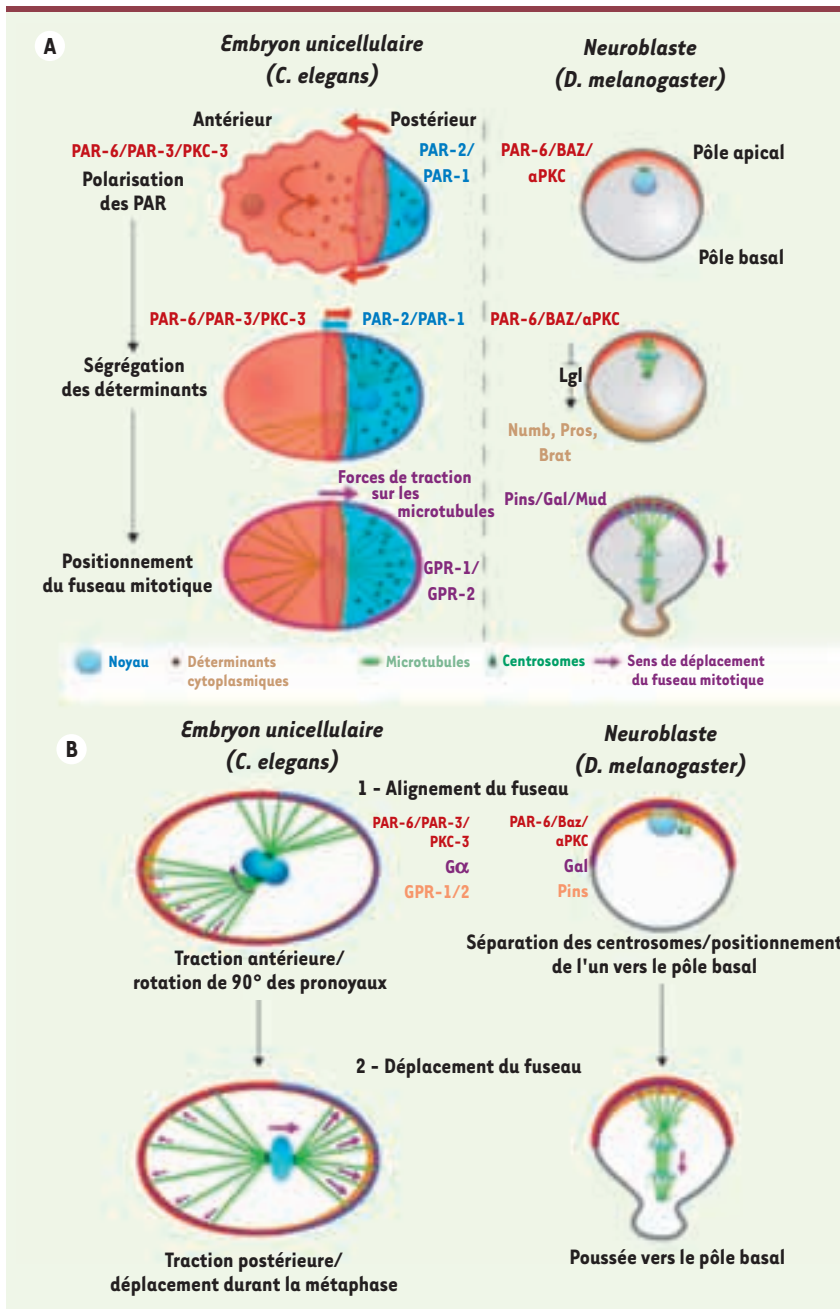 A
Embryon unicellulaire
(C. elegans)
Neuroblaste
(D. melanogaster)
Antérieur
Postérieur
PAR-6/PAR-3/PKC-3
PAR-2/
PAR-1
Polarisation
des PAR
PAR-6/BAZ/
aPKC
Pôle apical
Pôle basal
PAR-6/PAR-3/PKC-3
PAR-2/PAR-1
PAR-6/BAZ/aPKC
Ségrégation
des déterminants
Lgl
Numb, Pros,
Brat
Forces de traction
sur les
microtubules
Pins/Gal/Mud
Positionnement
du fuseau mitotique
GPR-1/
GPR-2
Noyau
Déterminants
cytoplasmiques
Microtubules
Centrosomes
Sens de déplacement
du fuseau mitotique
B
Embryon unicellulaire
(C. elegans)
Neuroblaste
(D. melanogaster)
1 - Alignement du fuseau
PAR-6/PAR-3/
PKC-3
Gα
GPR-1/2
PAR-6/Baz/
aPKC
Gal
Pins
Traction antérieure/
rotation de 90° des pronoyaux
Séparation des centrosomes/positionnement
de l'un vers le pôle basal
2 - Déplacement du fuseau
Traction postérieure/
déplacement durant la métaphase
Poussée vers le pôle basal